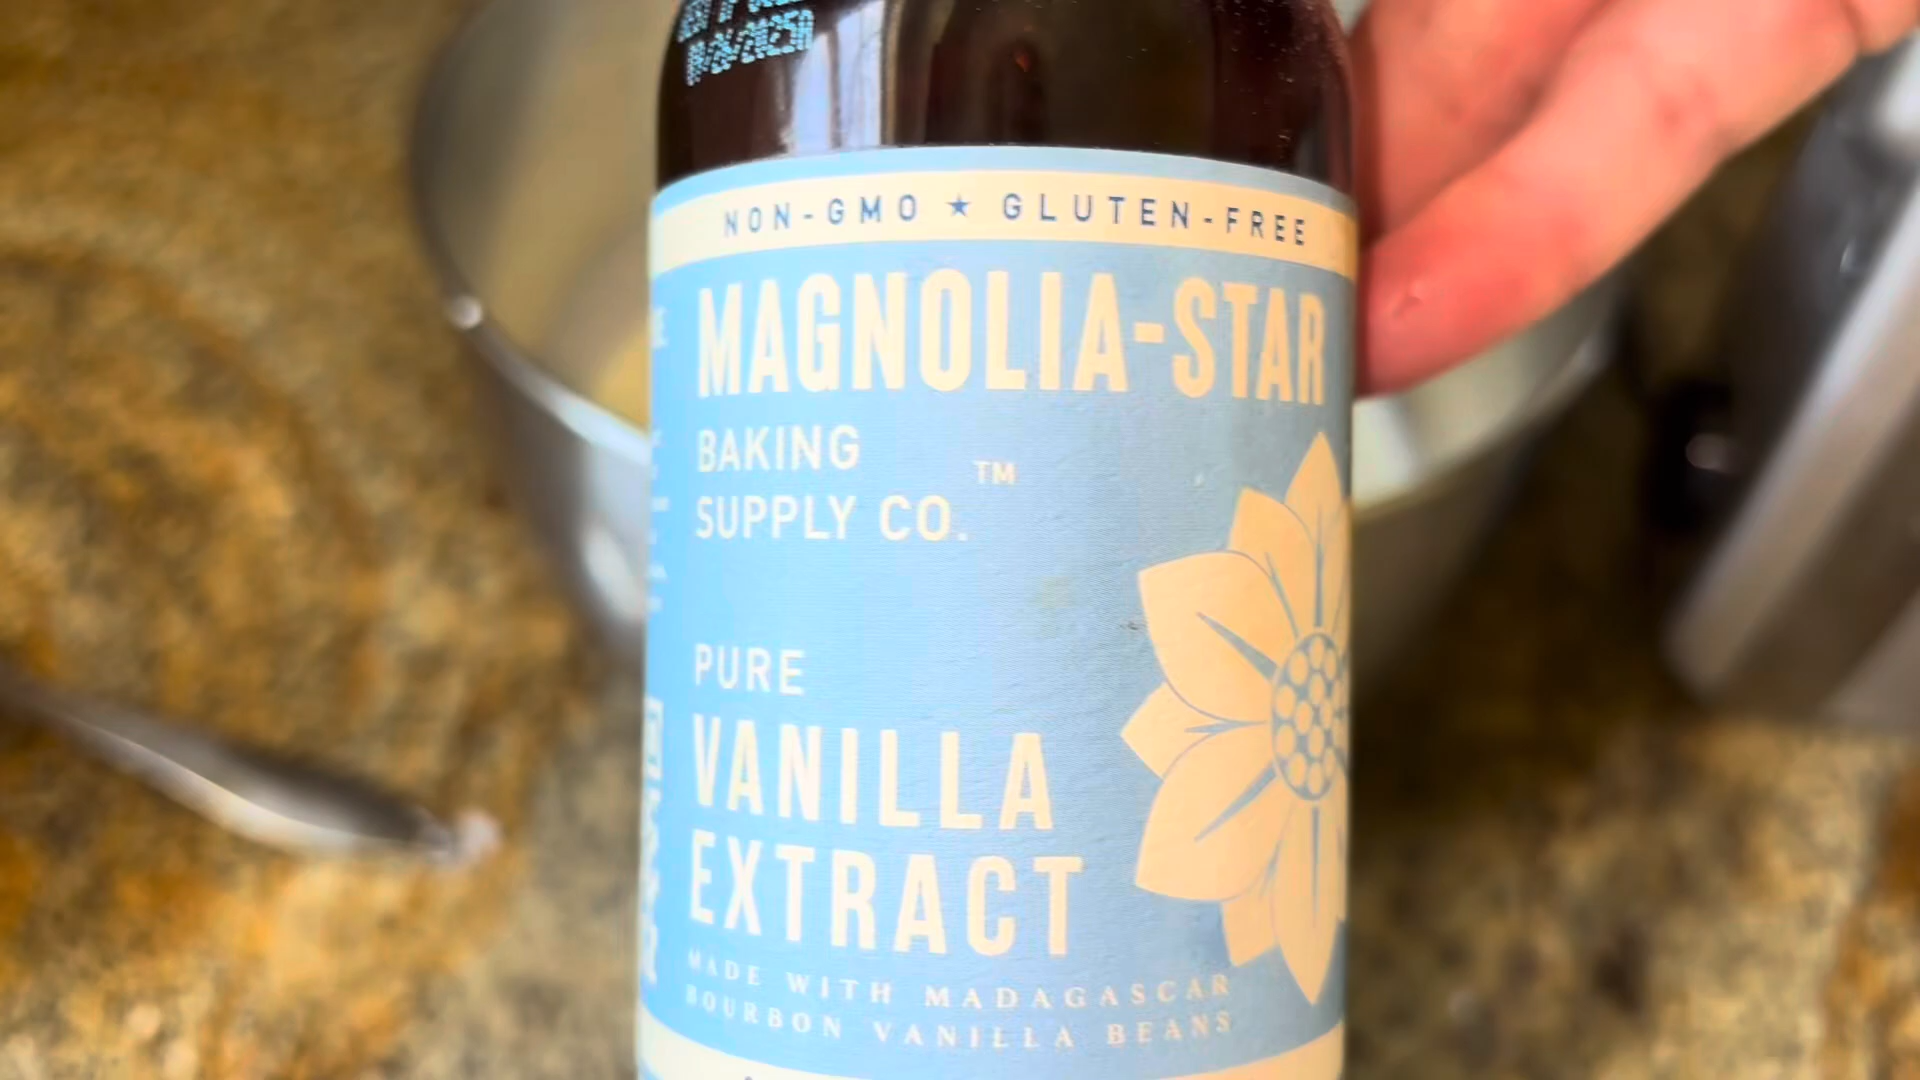 NON-GMO ★ GLUTEN-FREE
MAGNOLIA-STAR
BAKING
SUPPLY CO.™
PURE
VANILLA
EXTRACT
MADE WITH MADAGASCAR
BOURBON VANILLA BEANS